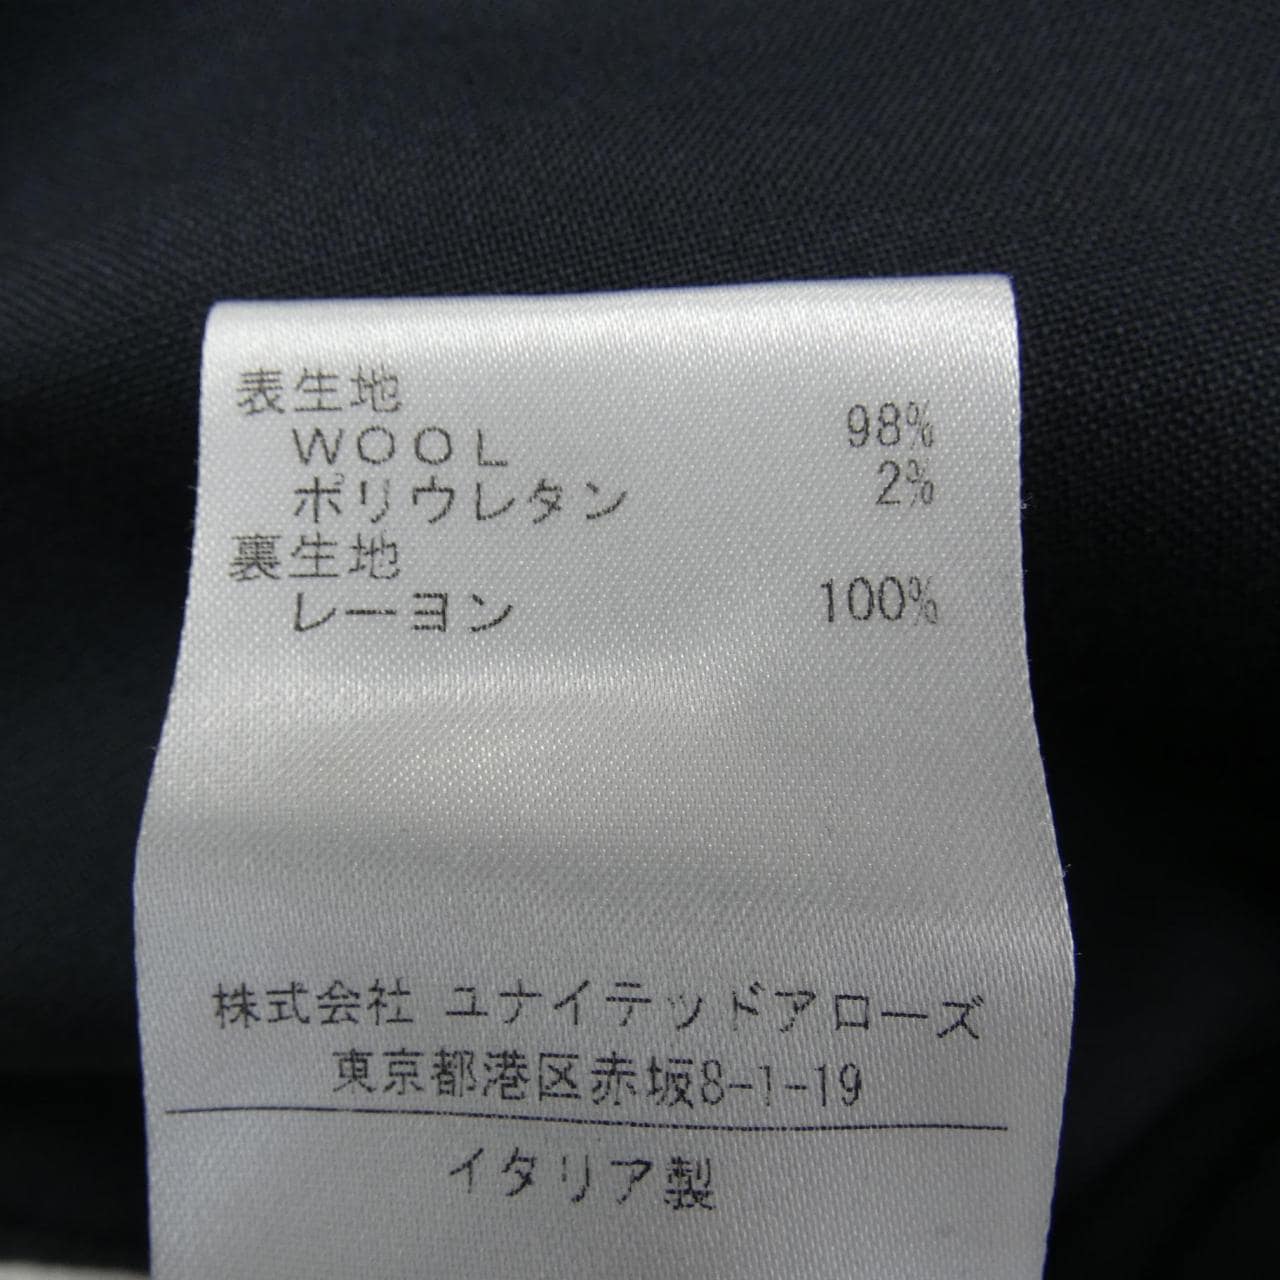 表生地
WOOL 98%
ポリウレタン 2%
裏生地
レーヨン 100%
株式会社 ユナイテッドアローズ
東京都港区赤坂8-1-19
イタリア製